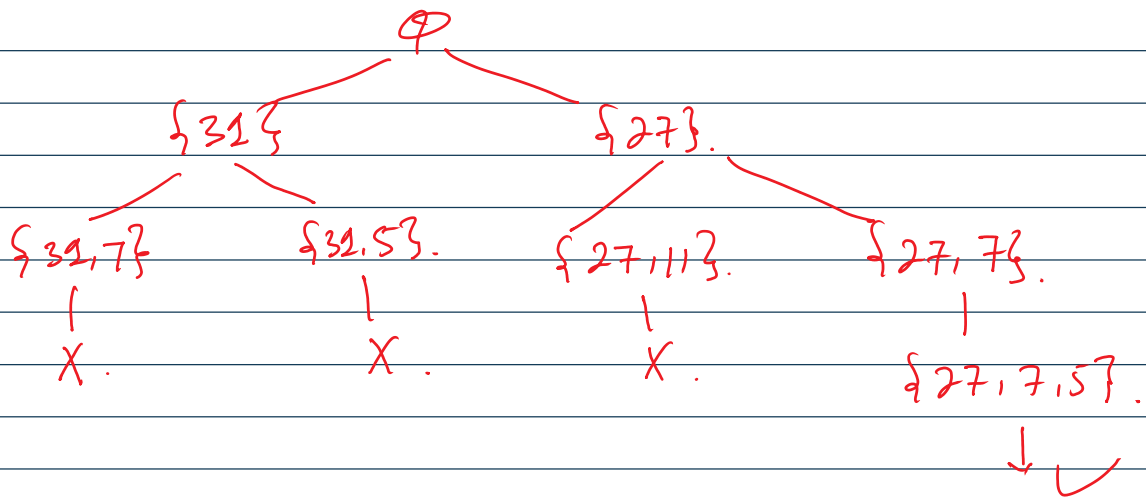 φ
{31} {27}.
{31,7} {31,5}. {27,11}. {27,7}.
X. X. X. {27,7,5}.
↓ ✓